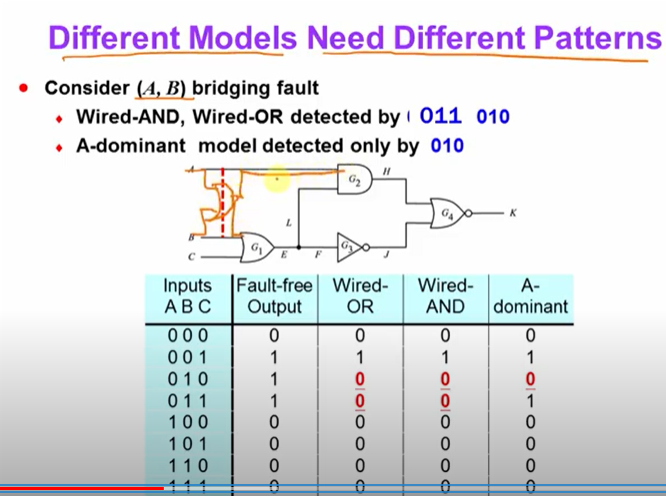 Different Models Need Different Patterns
Consider (A, B) bridging fault
Wired-AND, Wired-OR detected by 011 010
A-dominant model detected only by 010
A
H
G2
G4
K
L
B
G1
G3
C
E
F
J
Inputs Fault-free Wired- Wired- A-
A B C Output OR AND dominant
0 0 0 0 0 0 0
0 0 1 1 1 1 1
0 1 0 1 0 0 0
0 1 1 1 0 0 1
1 0 0 0 0 0 0
1 0 1 0 0 0 0
1 1 0 0 0 0 0
1 1 1 0 0 0 0